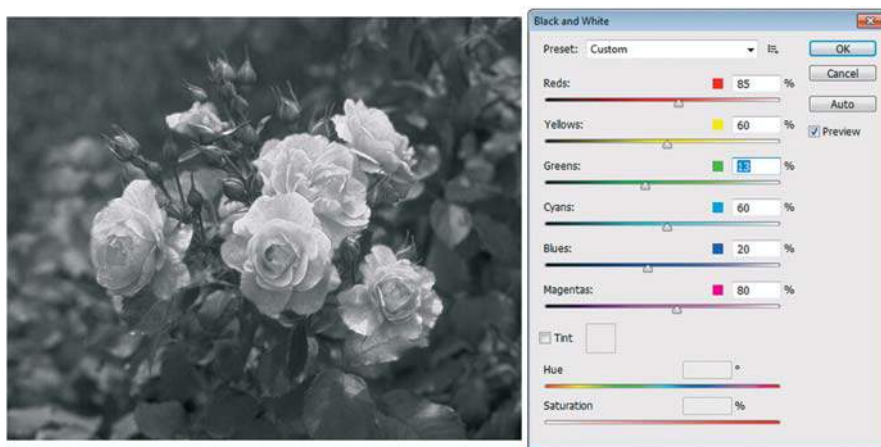 Black and White
Preset: Custom
OK
Cancel
Auto
Preview
Reds: 85 %
Yellows: 60 %
Greens: 13 %
Cyans: 60 %
Blues: 20 %
Magentas: 80 %
Tint
Hue °
Saturation %